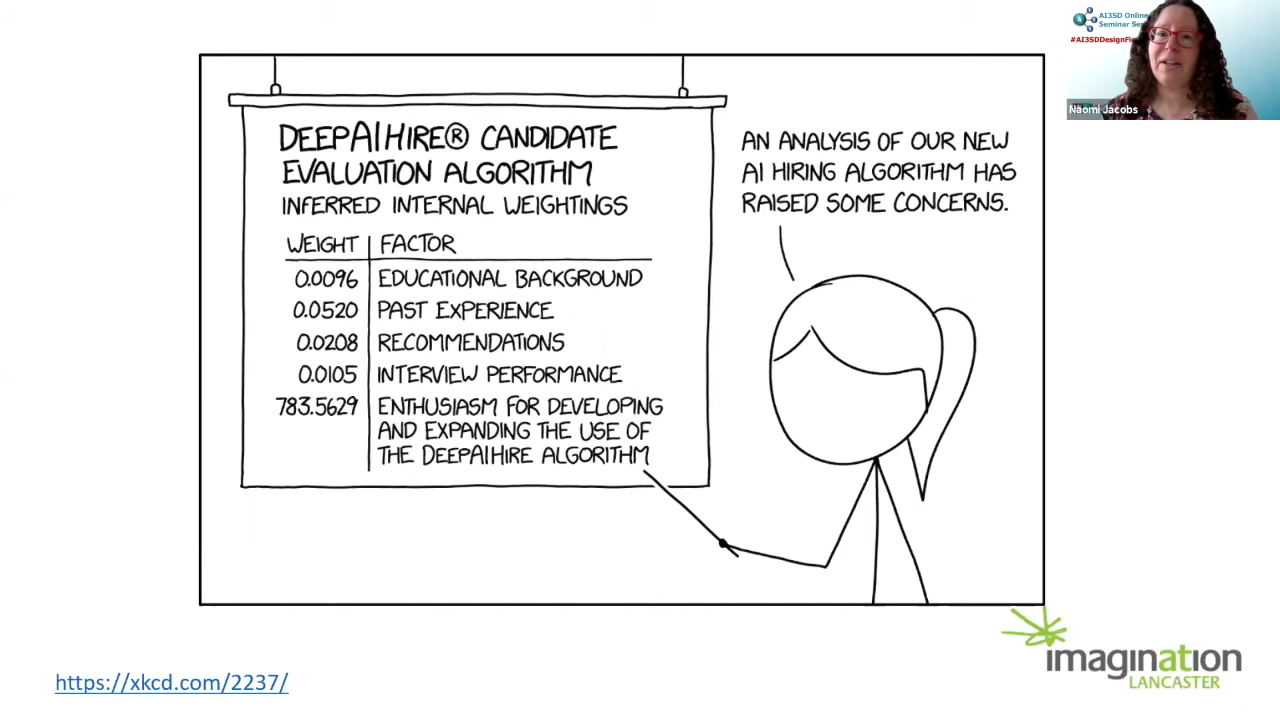 DEEPAIHIRE® CANDIDATE
EVALUATION ALGORITHM
INFERRED INTERNAL WEIGHTINGS
WEIGHT FACTOR
0.0096 EDUCATIONAL BACKGROUND
0.0520 PAST EXPERIENCE
0.0208 RECOMMENDATIONS
0.0105 INTERVIEW PERFORMANCE
783.5629 ENTHUSIASM FOR DEVELOPING
AND EXPANDING THE USE OF
THE DEEPAIHIRE ALGORITHM
AN ANALYSIS OF OUR NEW
AI HIRING ALGORITHM HAS
RAISED SOME CONCERNS.
AI3SD Online
Seminar
Naomi Jacobs
https://xkcd.com/2237/
imagination
LANCASTER